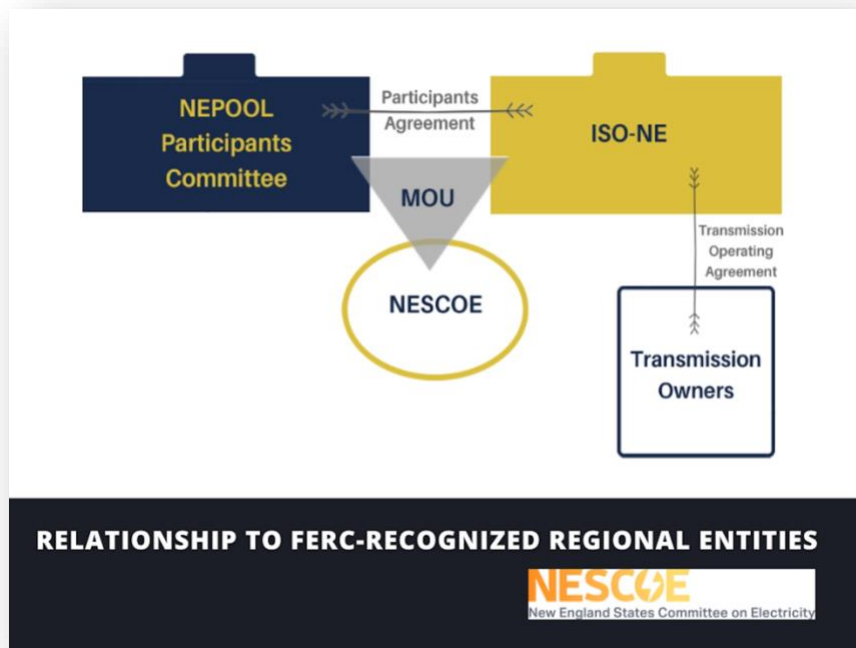 NEPOOL
Participants
Committee
Participants
Agreement
ISO-NE
MOU
NESCOE
Transmission
Operating
Agreement
Transmission
Owners
RELATIONSHIP TO FERC-RECOGNIZED REGIONAL ENTITIES
NESCOE
New England States Committee on Electricity